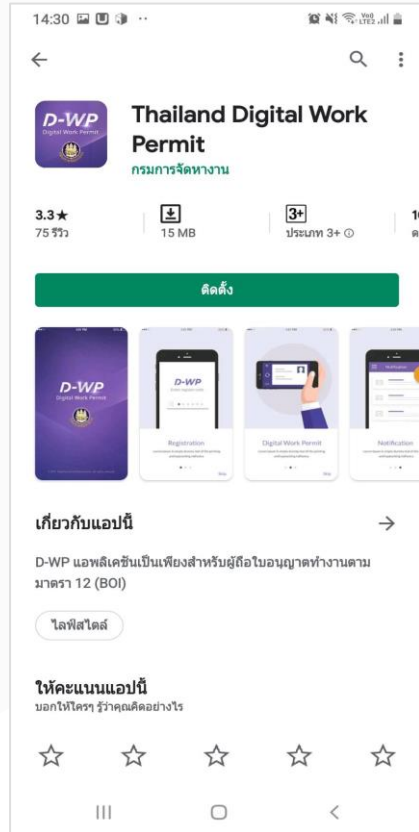 14:30
VoD
LTE2
D-WP
Digital Work Permit
Thailand Digital Work
Permit
กรมการจัดหางาน
3.3★
75 รีวิว
15 MB
3+
ประเภท 3+
ติดตั้ง
D-WP
Digital Work Permit
D-WP
Registration
Skip
Digital Work Permit
Skip
Notification
Notification
เกี่ยวกับแอปนี้
D-WP แอพลิเคชันเป็นเพียงสำหรับผู้ถือใบอนุญาตทำงานตาม
มาตรา 12 (BOI)
ไลฟ์สไตล์
ให้คะแนนแอปนี้
บอกให้ใครๆ รู้ว่าคุณคิดอย่างไร